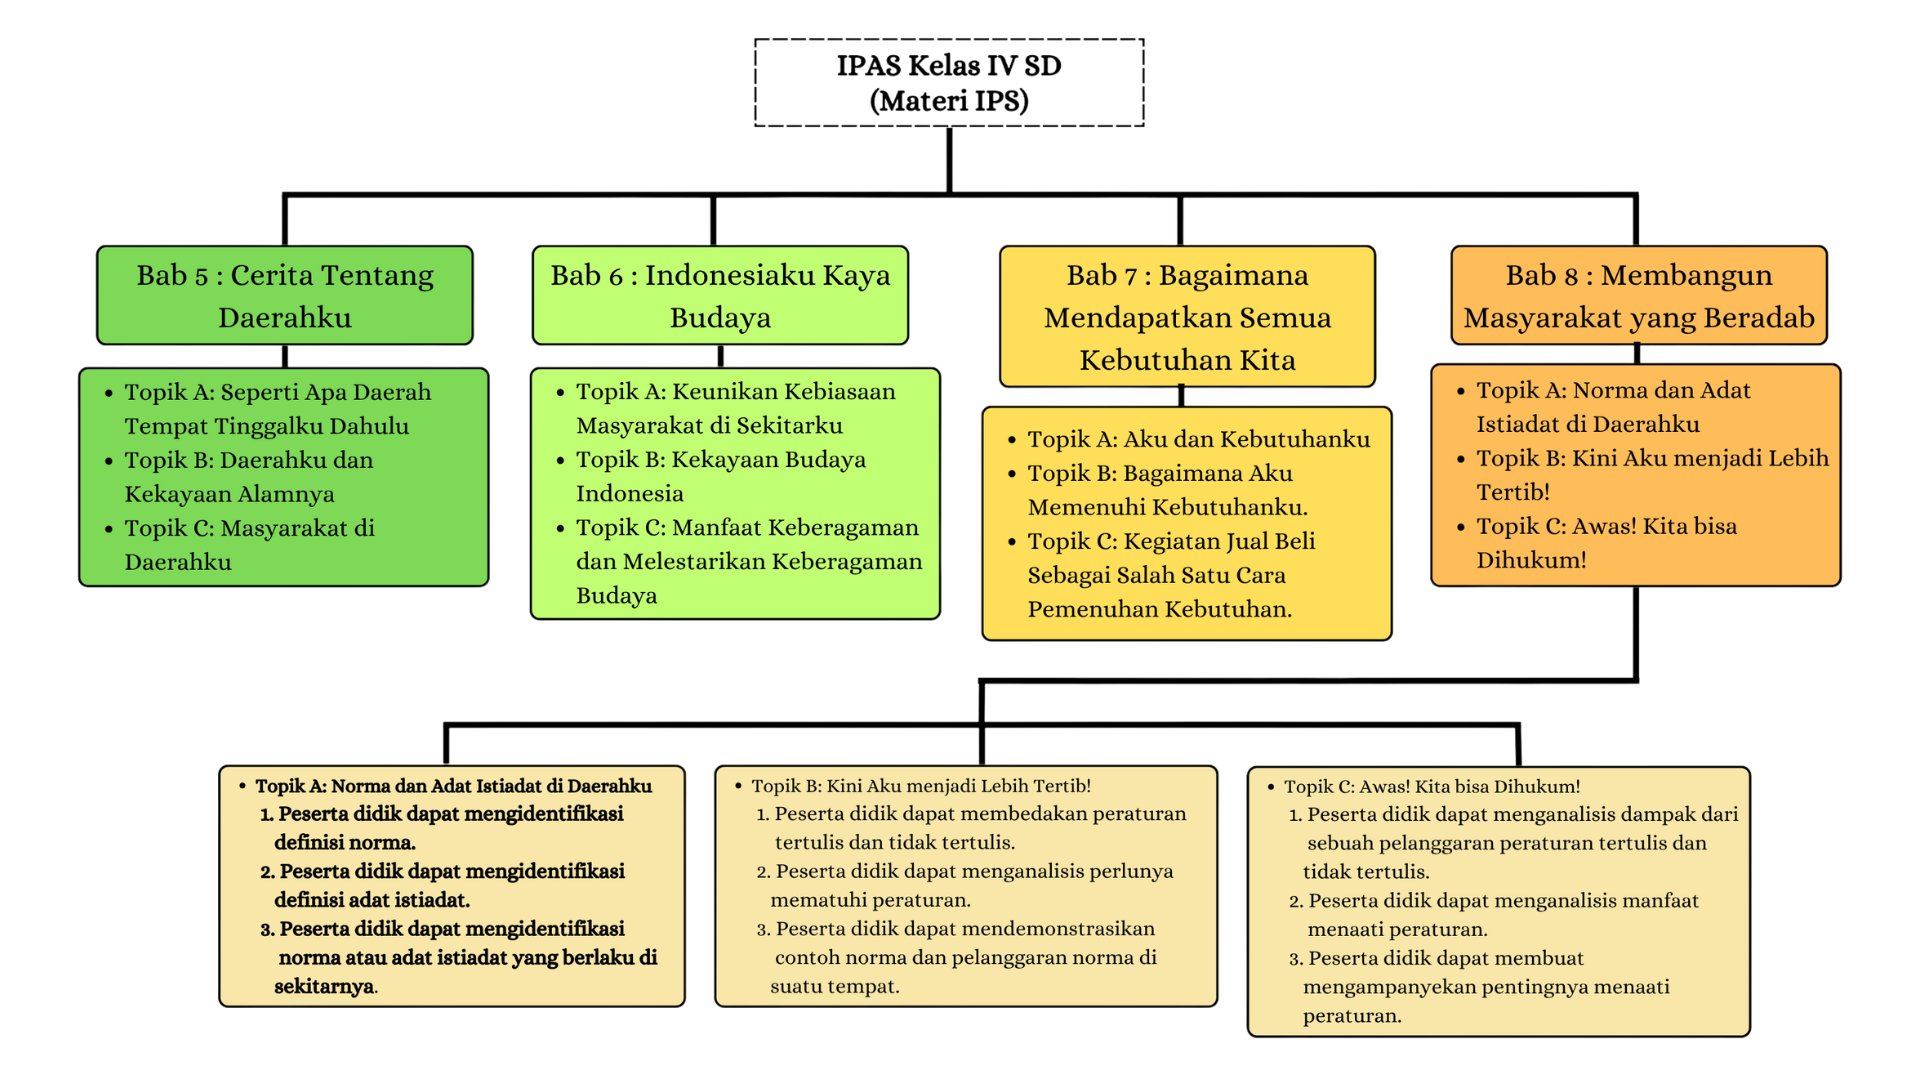 IPAS Kelas IV SD
(Materi IPS)
Bab 5 : Cerita Tentang
Daerahku
Topik A: Seperti Apa Daerah
Tempat Tinggalku Dahulu
Topik B: Daerahku dan
Kekayaan Alamnya
Topik C: Masyarakat di
Daerahku
Bab 6 : Indonesiaku Kaya
Budaya
Topik A: Keunikan Kebiasaan
Masyarakat di Sekitarku
Topik B: Kekayaan Budaya
Indonesia
Topik C: Manfaat Keberagaman
dan Melestarikan Keberagaman
Budaya
Bab 7 : Bagaimana
Mendapatkan Semua
Kebutuhan Kita
Topik A: Aku dan Kebutuhanku
Topik B: Bagaimana Aku
Memenuhi Kebutuhanku.
Topik C: Kegiatan Jual Beli
Sebagai Salah Satu Cara
Pemenuhan Kebutuhan.
Bab 8 : Membangun
Masyarakat yang Beradab
Topik A: Norma dan Adat
Istiadat di Daerahku
Topik B: Kini Aku menjadi Lebih
Tertib!
Topik C: Awas! Kita bisa
Dihukum!
Topik A: Norma dan Adat Istiadat di Daerahku
1. Peserta didik dapat mengidentifikasi
definisi norma.
2. Peserta didik dapat mengidentifikasi
definisi adat istiadat.
3. Peserta didik dapat mengidentifikasi
norma atau adat istiadat yang berlaku di
sekitarnya.
Topik B: Kini Aku menjadi Lebih Tertib!
1. Peserta didik dapat membedakan peraturan
tertulis dan tidak tertulis.
2. Peserta didik dapat menganalisis perlunya
mematuhi peraturan.
3. Peserta didik dapat mendemonstrasikan
contoh norma dan pelanggaran norma di
suatu tempat.
Topik C: Awas! Kita bisa Dihukum!
1. Peserta didik dapat menganalisis dampak dari
sebuah pelanggaran peraturan tertulis dan
tidak tertulis.
2. Peserta didik dapat menganalisis manfaat
menaati peraturan.
3. Peserta didik dapat membuat
mengampanyekan pentingnya menaati
peraturan.